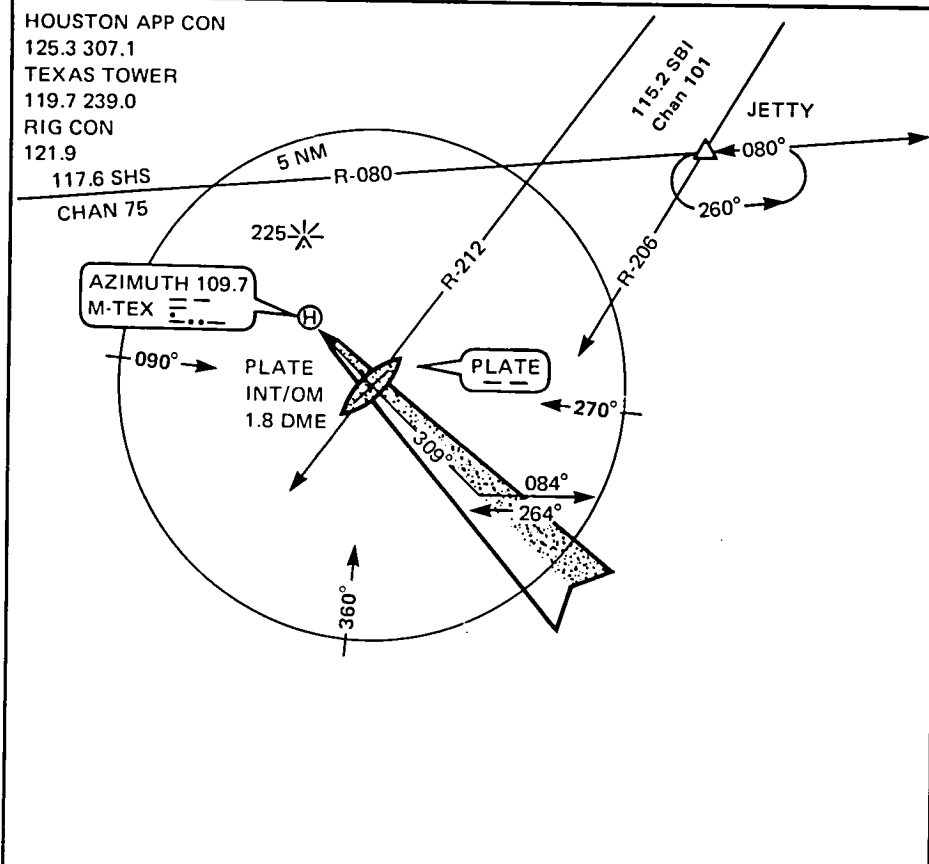 HOUSTON APP CON
125.3 307.1
TEXAS TOWER
119.7 239.0
RIG CON
121.9
117.6 SHS
CHAN 75
5 NM
R-080
115.2 SBI
Chan 101
JETTY
080°
260°
R-206
R-212
225
AZIMUTH 109.7
M-TEX
H
090°
PLATE
INT/OM
1.8 DME
PLATE
270°
309°
084°
264°
360°